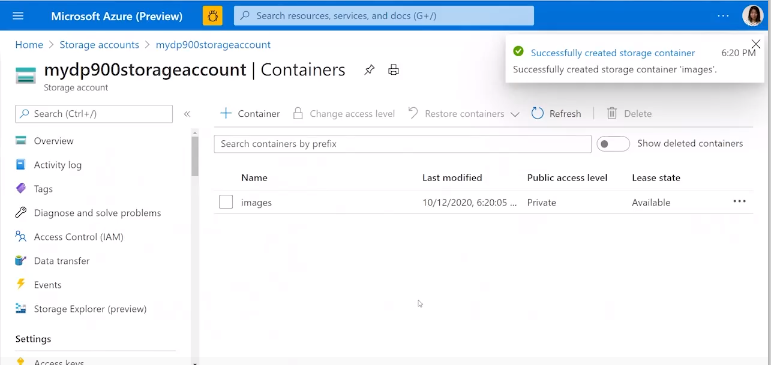 Microsoft Azure (Preview)
Search resources, services, and docs (G+/)
Home > Storage accounts > mydp900storageaccount
Successfully created storage container 6:20 PM
Successfully created storage container 'images'.
mydp900storageaccount | Containers
Storage account
Search (Ctrl+/)
Container Change access level Restore containers Refresh Delete
Search containers by prefix Show deleted containers
Overview
Activity log
Tags
Diagnose and solve problems
Access Control (IAM)
Data transfer
Events
Storage Explorer (preview)
Settings
Access keys
Name Last modified Public access level Lease state
images 10/12/2020, 6:20:05 ... Private Available